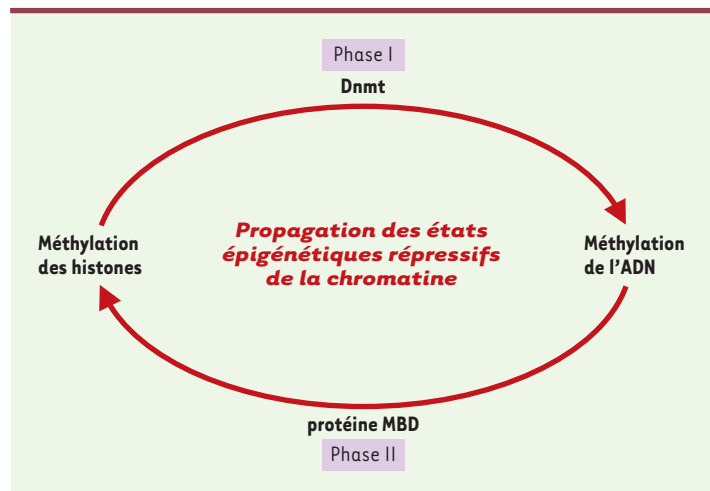 Phase I
Dnmt
Méthylation
des histones
Propagation des états
épigénétiques répressifs
de la chromatine
Méthylation
de l'ADN
protéine MBD
Phase II